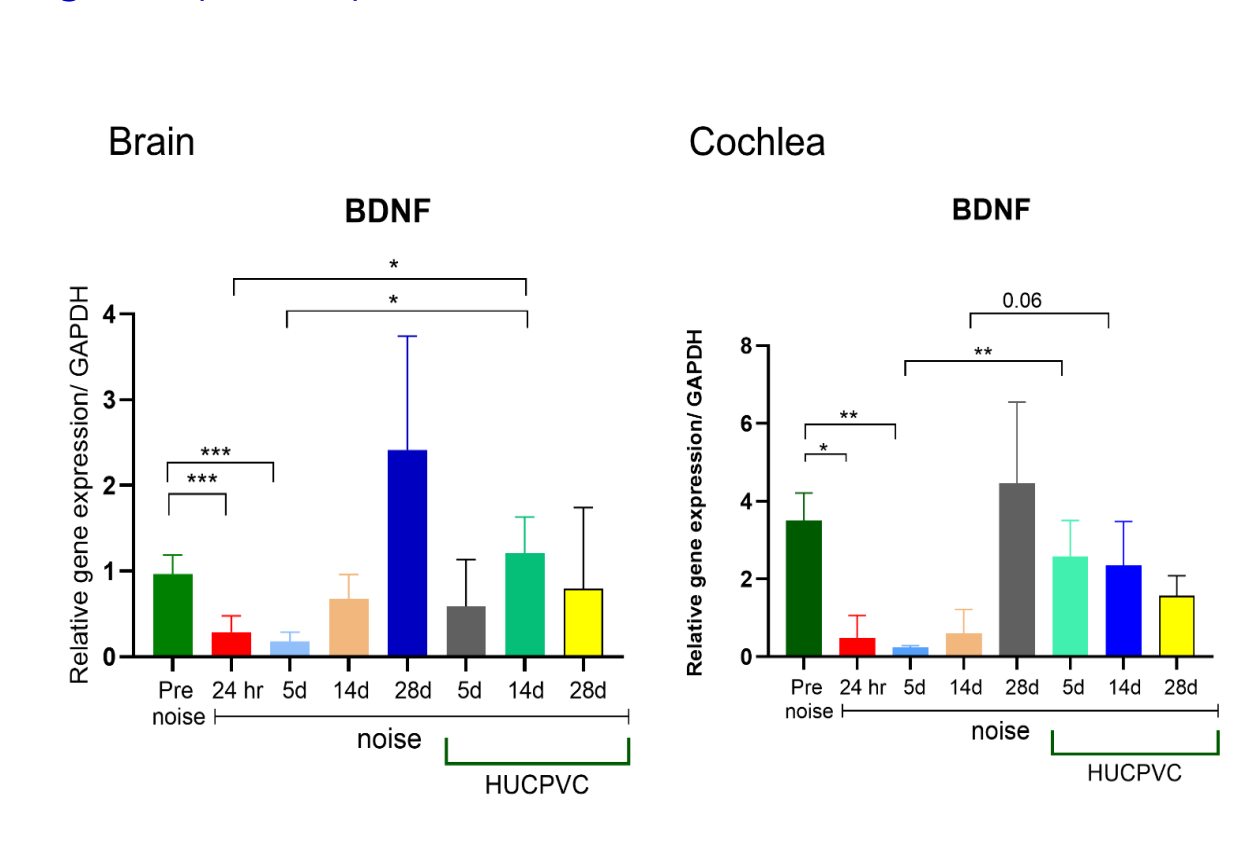 Brain
BDNF
*
*
***
***
Relative gene expression/ GAPDH
4
3
2
1
0
Pre noise
24 hr
5d
14d
28d
5d
14d
28d
noise
HUCPVC
Cochlea
BDNF
0.06
**
**
*
Relative gene expression/ GAPDH
8
6
4
2
0
Pre noise
24 hr
5d
14d
28d
5d
14d
28d
noise
HUCPVC